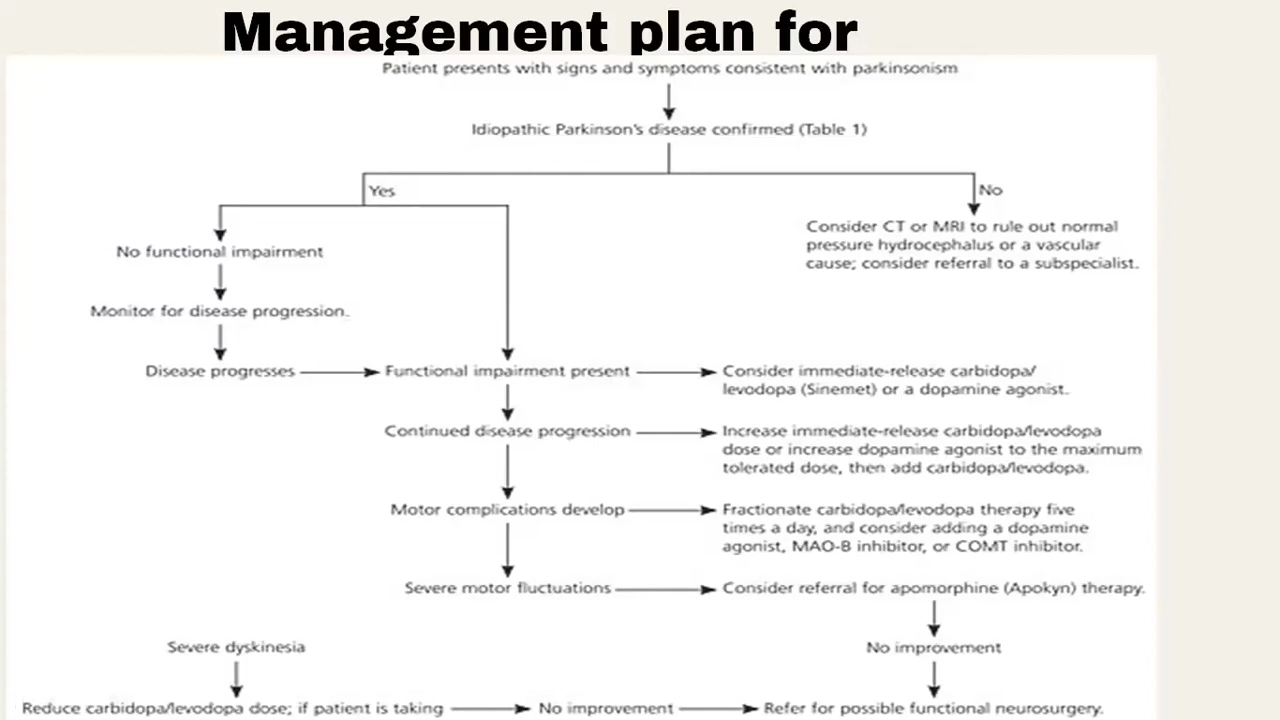 Management plan for
Patient presents with signs and symptoms consistent with parkinsonism
Idiopathic Parkinson's disease confirmed (Table 1)
Yes
No
Consider CT or MRI to rule out normal
pressure hydrocephalus or a vascular
cause; consider referral to a subspecialist.
No functional impairment
Monitor for disease progression.
Disease progresses
Functional impairment present
Consider immediate-release carbidopa/
levodopa (Sinemet) or a dopamine agonist.
Continued disease progression
Increase immediate-release carbidopa/levodopa
dose or increase dopamine agonist to the maximum
tolerated dose, then add carbidopa/levodopa.
Motor complications develop
Fractionate carbidopa/levodopa therapy five
times a day, and consider adding a dopamine
agonist, MAO-B inhibitor, or COMT inhibitor.
Severe motor fluctuations
Consider referral for apomorphine (Apokyn) therapy.
Severe dyskinesia
No improvement
Reduce carbidopa/levodopa dose; if patient is taking
No improvement
Refer for possible functional neurosurgery.